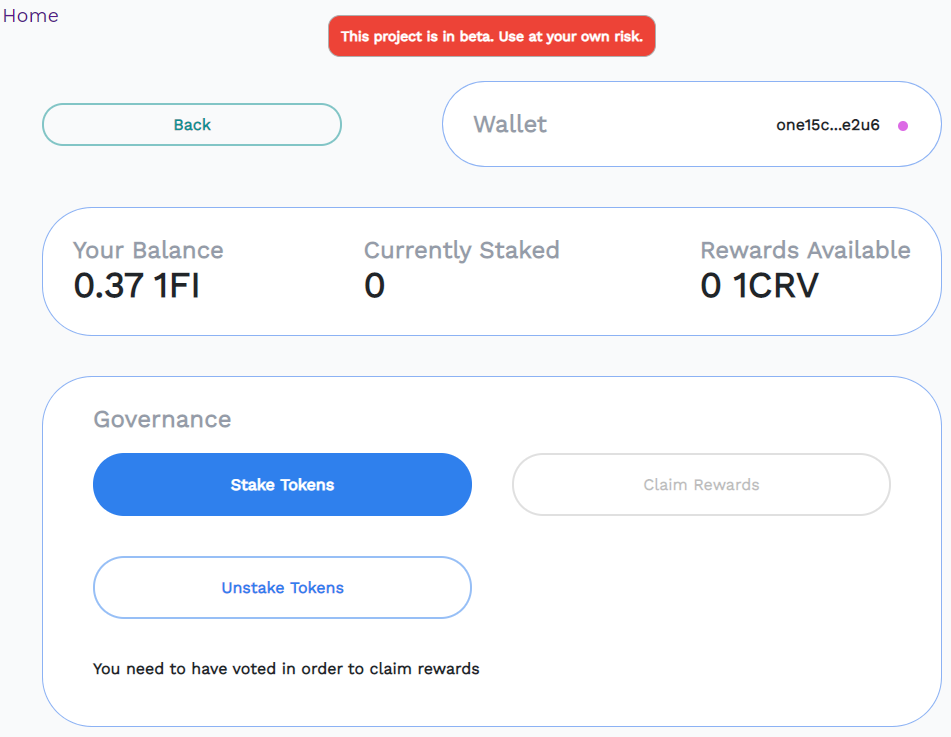 Home
This project is in beta. Use at your own risk.
Back
Wallet
one15c...e2u6
Your Balance
0.37 1FI
Currently Staked
0
Rewards Available
0 1CRV
Governance
Stake Tokens
Claim Rewards
Unstake Tokens
You need to have voted in order to claim rewards